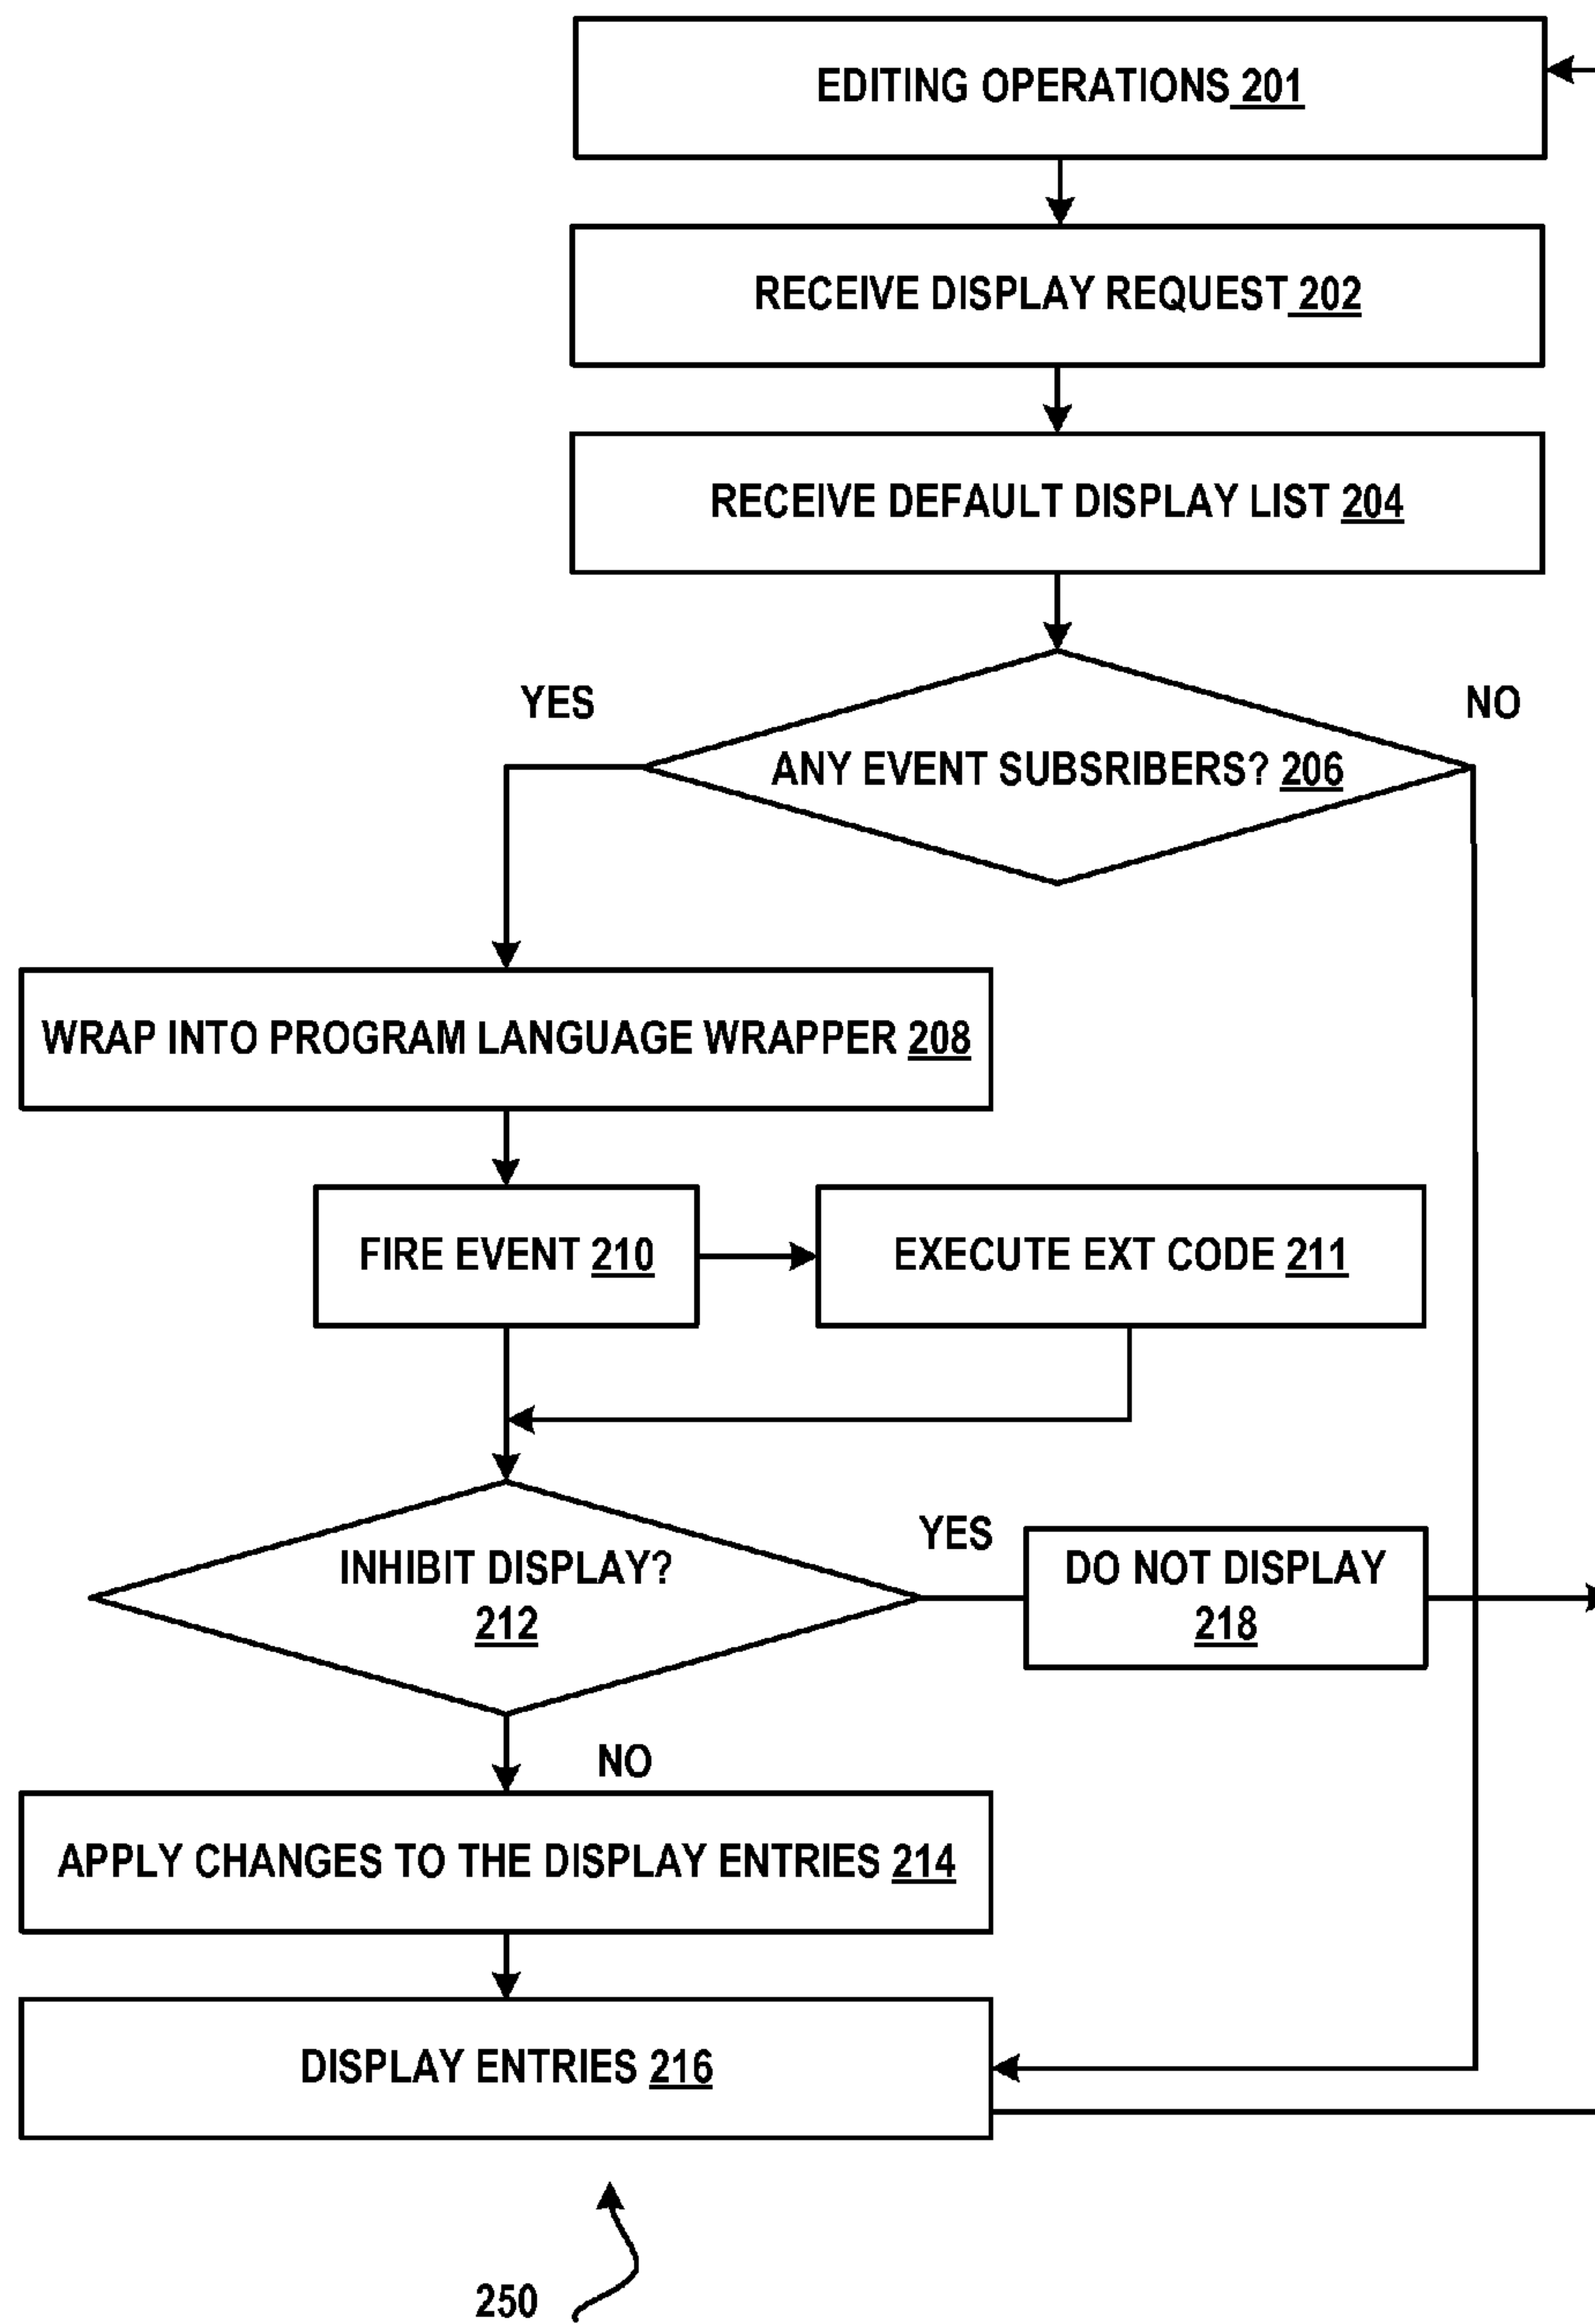 EDITING OPERATIONS 201
RECEIVE DISPLAY REQUEST 202
RECEIVE DEFAULT DISPLAY LIST 204
YES
NO
ANY EVENT SUBSRIBERS? 206
WRAP INTO PROGRAM LANGUAGE WRAPPER 208
FIRE EVENT 210
EXECUTE EXT CODE 211
INHIBIT DISPLAY?
212
YES
DO NOT DISPLAY
218
NO
APPLY CHANGES TO THE DISPLAY ENTRIES 214
DISPLAY ENTRIES 216
250